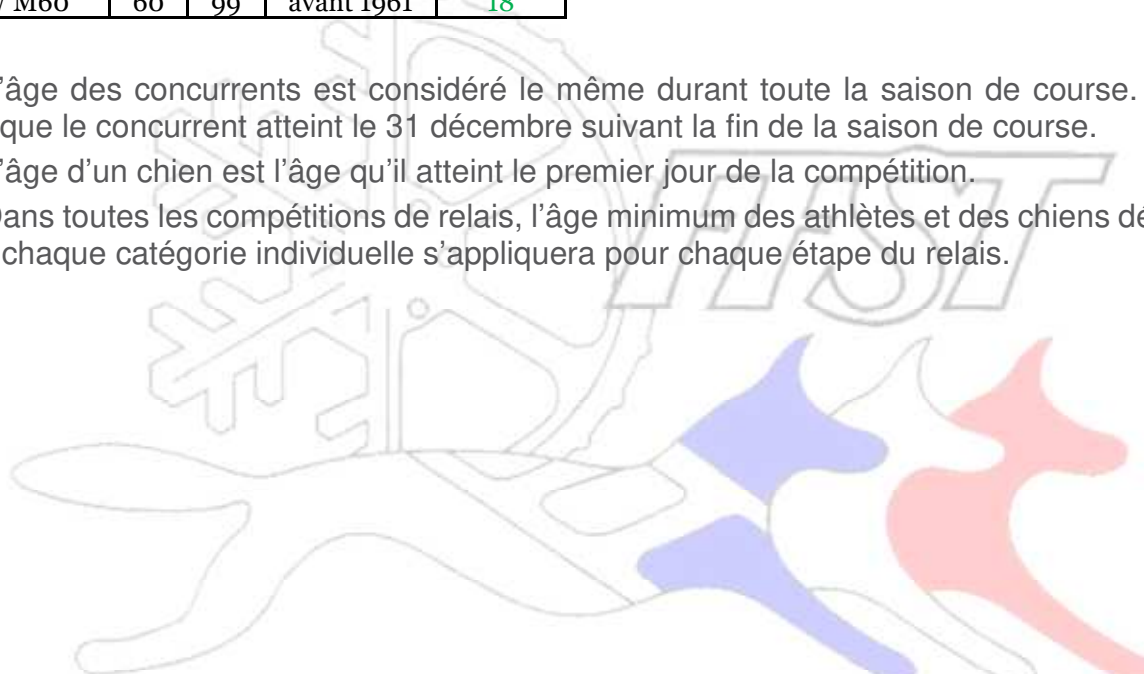 / M60 60 99 avant 1961 18
'âge des concurrents est considéré le même durant toute la saison de course.
que le concurrent atteint le 31 décembre suivant la fin de la saison de course.
'âge d'un chien est l'âge qu'il atteint le premier jour de la compétition.
Dans toutes les compétitions de relais, l'âge minimum des athlètes et des chiens dé
chaque catégorie individuelle s'appliquera pour chaque étape du relais.